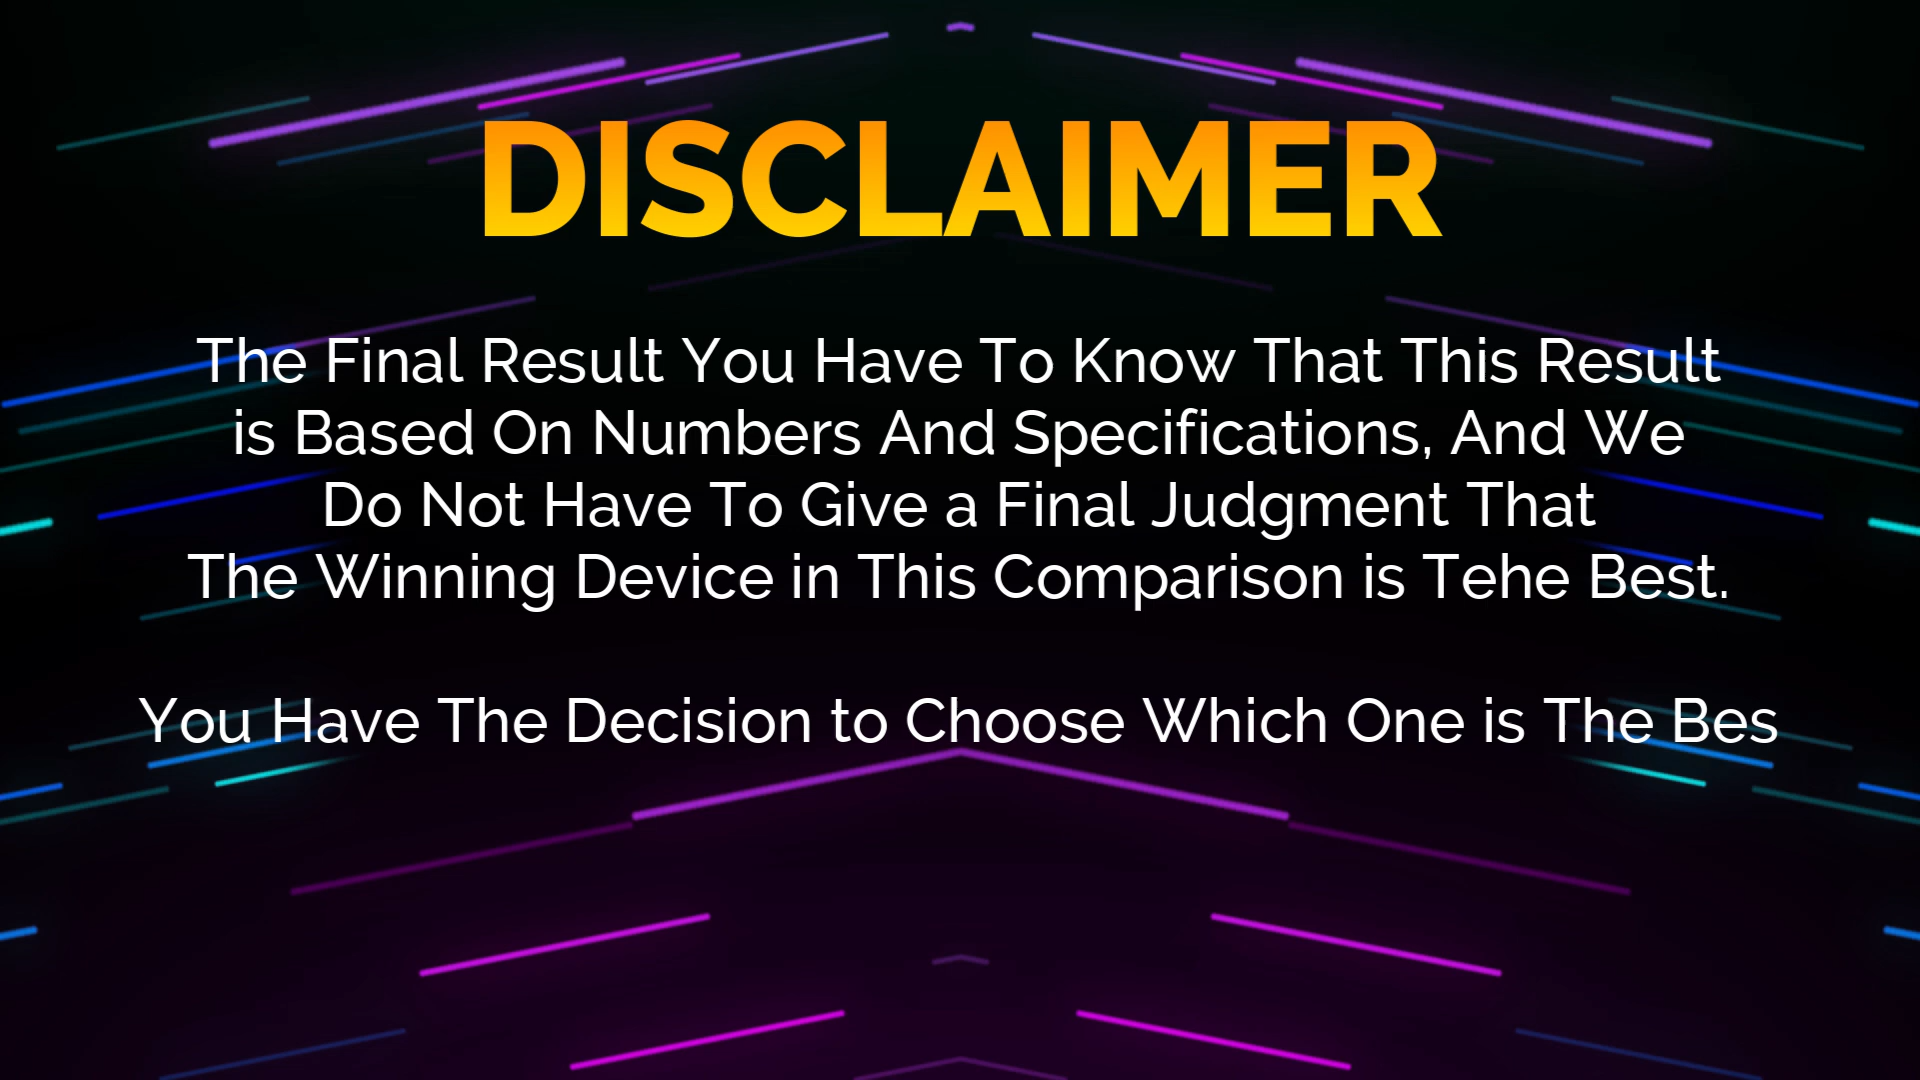 DISCLAIMER
The Final Result You Have To Know That This Result
is Based On Numbers And Specifications, And We
Do Not Have To Give a Final Judgment That
The Winning Device in This Comparison is Tehe Best.
You Have The Decision to Choose Which One is The Bes